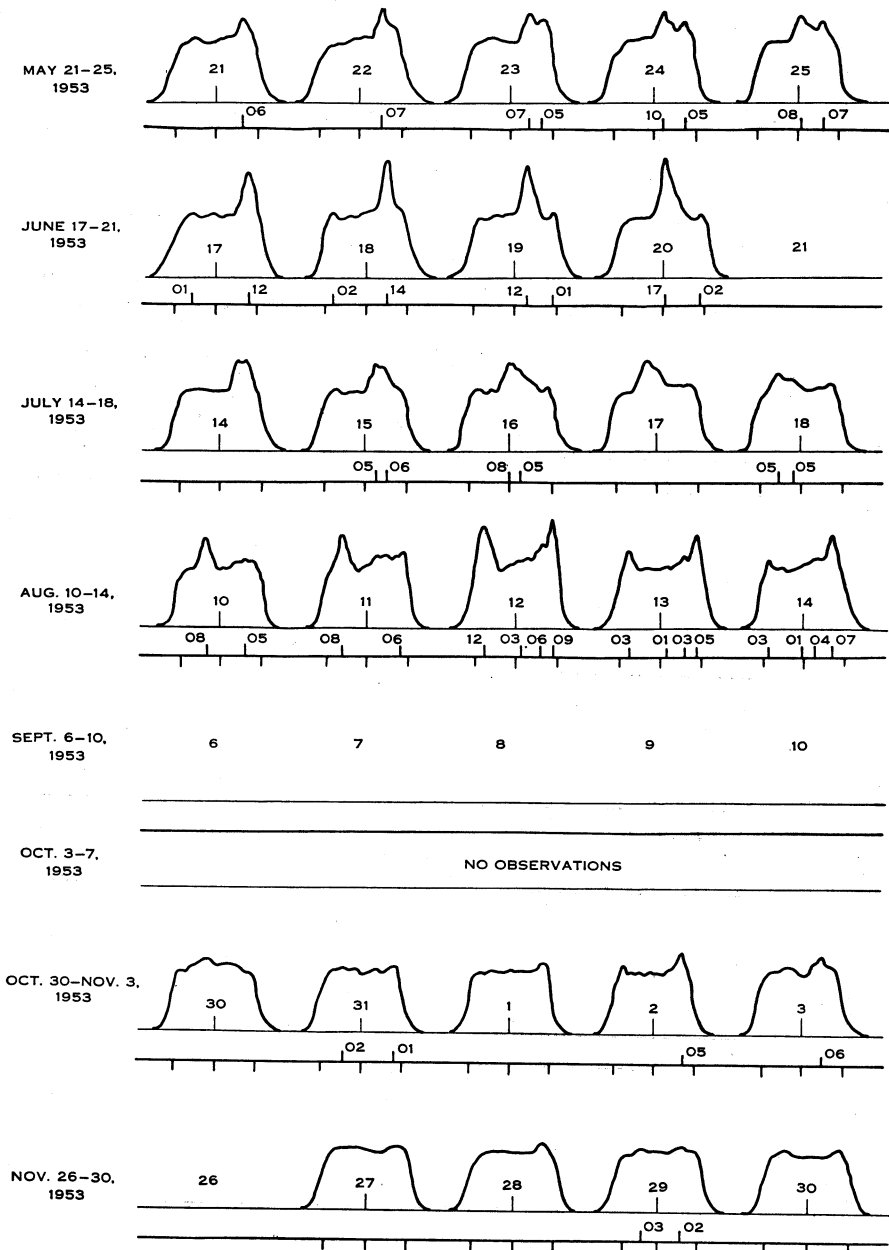 MAY 21–25,
1953
21 22 23 24 25
06 07 07 05 10 05 08 07
JUNE 17–21,
1953
17 18 19 20 21
01 12 02 14 12 01 17 02
JULY 14–18,
1953
14 15 16 17 18
05 06 08 05 05 05
AUG. 10–14,
1953
10 11 12 13 14
08 05 08 06 12 03 06 09 03 01 03 05 03 01 04 07
SEPT. 6–10,
1953
6 7 8 9 10
OCT. 3–7,
1953
NO OBSERVATIONS
OCT. 30–NOV. 3,
1953
30 31 1 2 3
02 01 05 06
NOV. 26–30,
1953
26 27 28 29 30
03 02